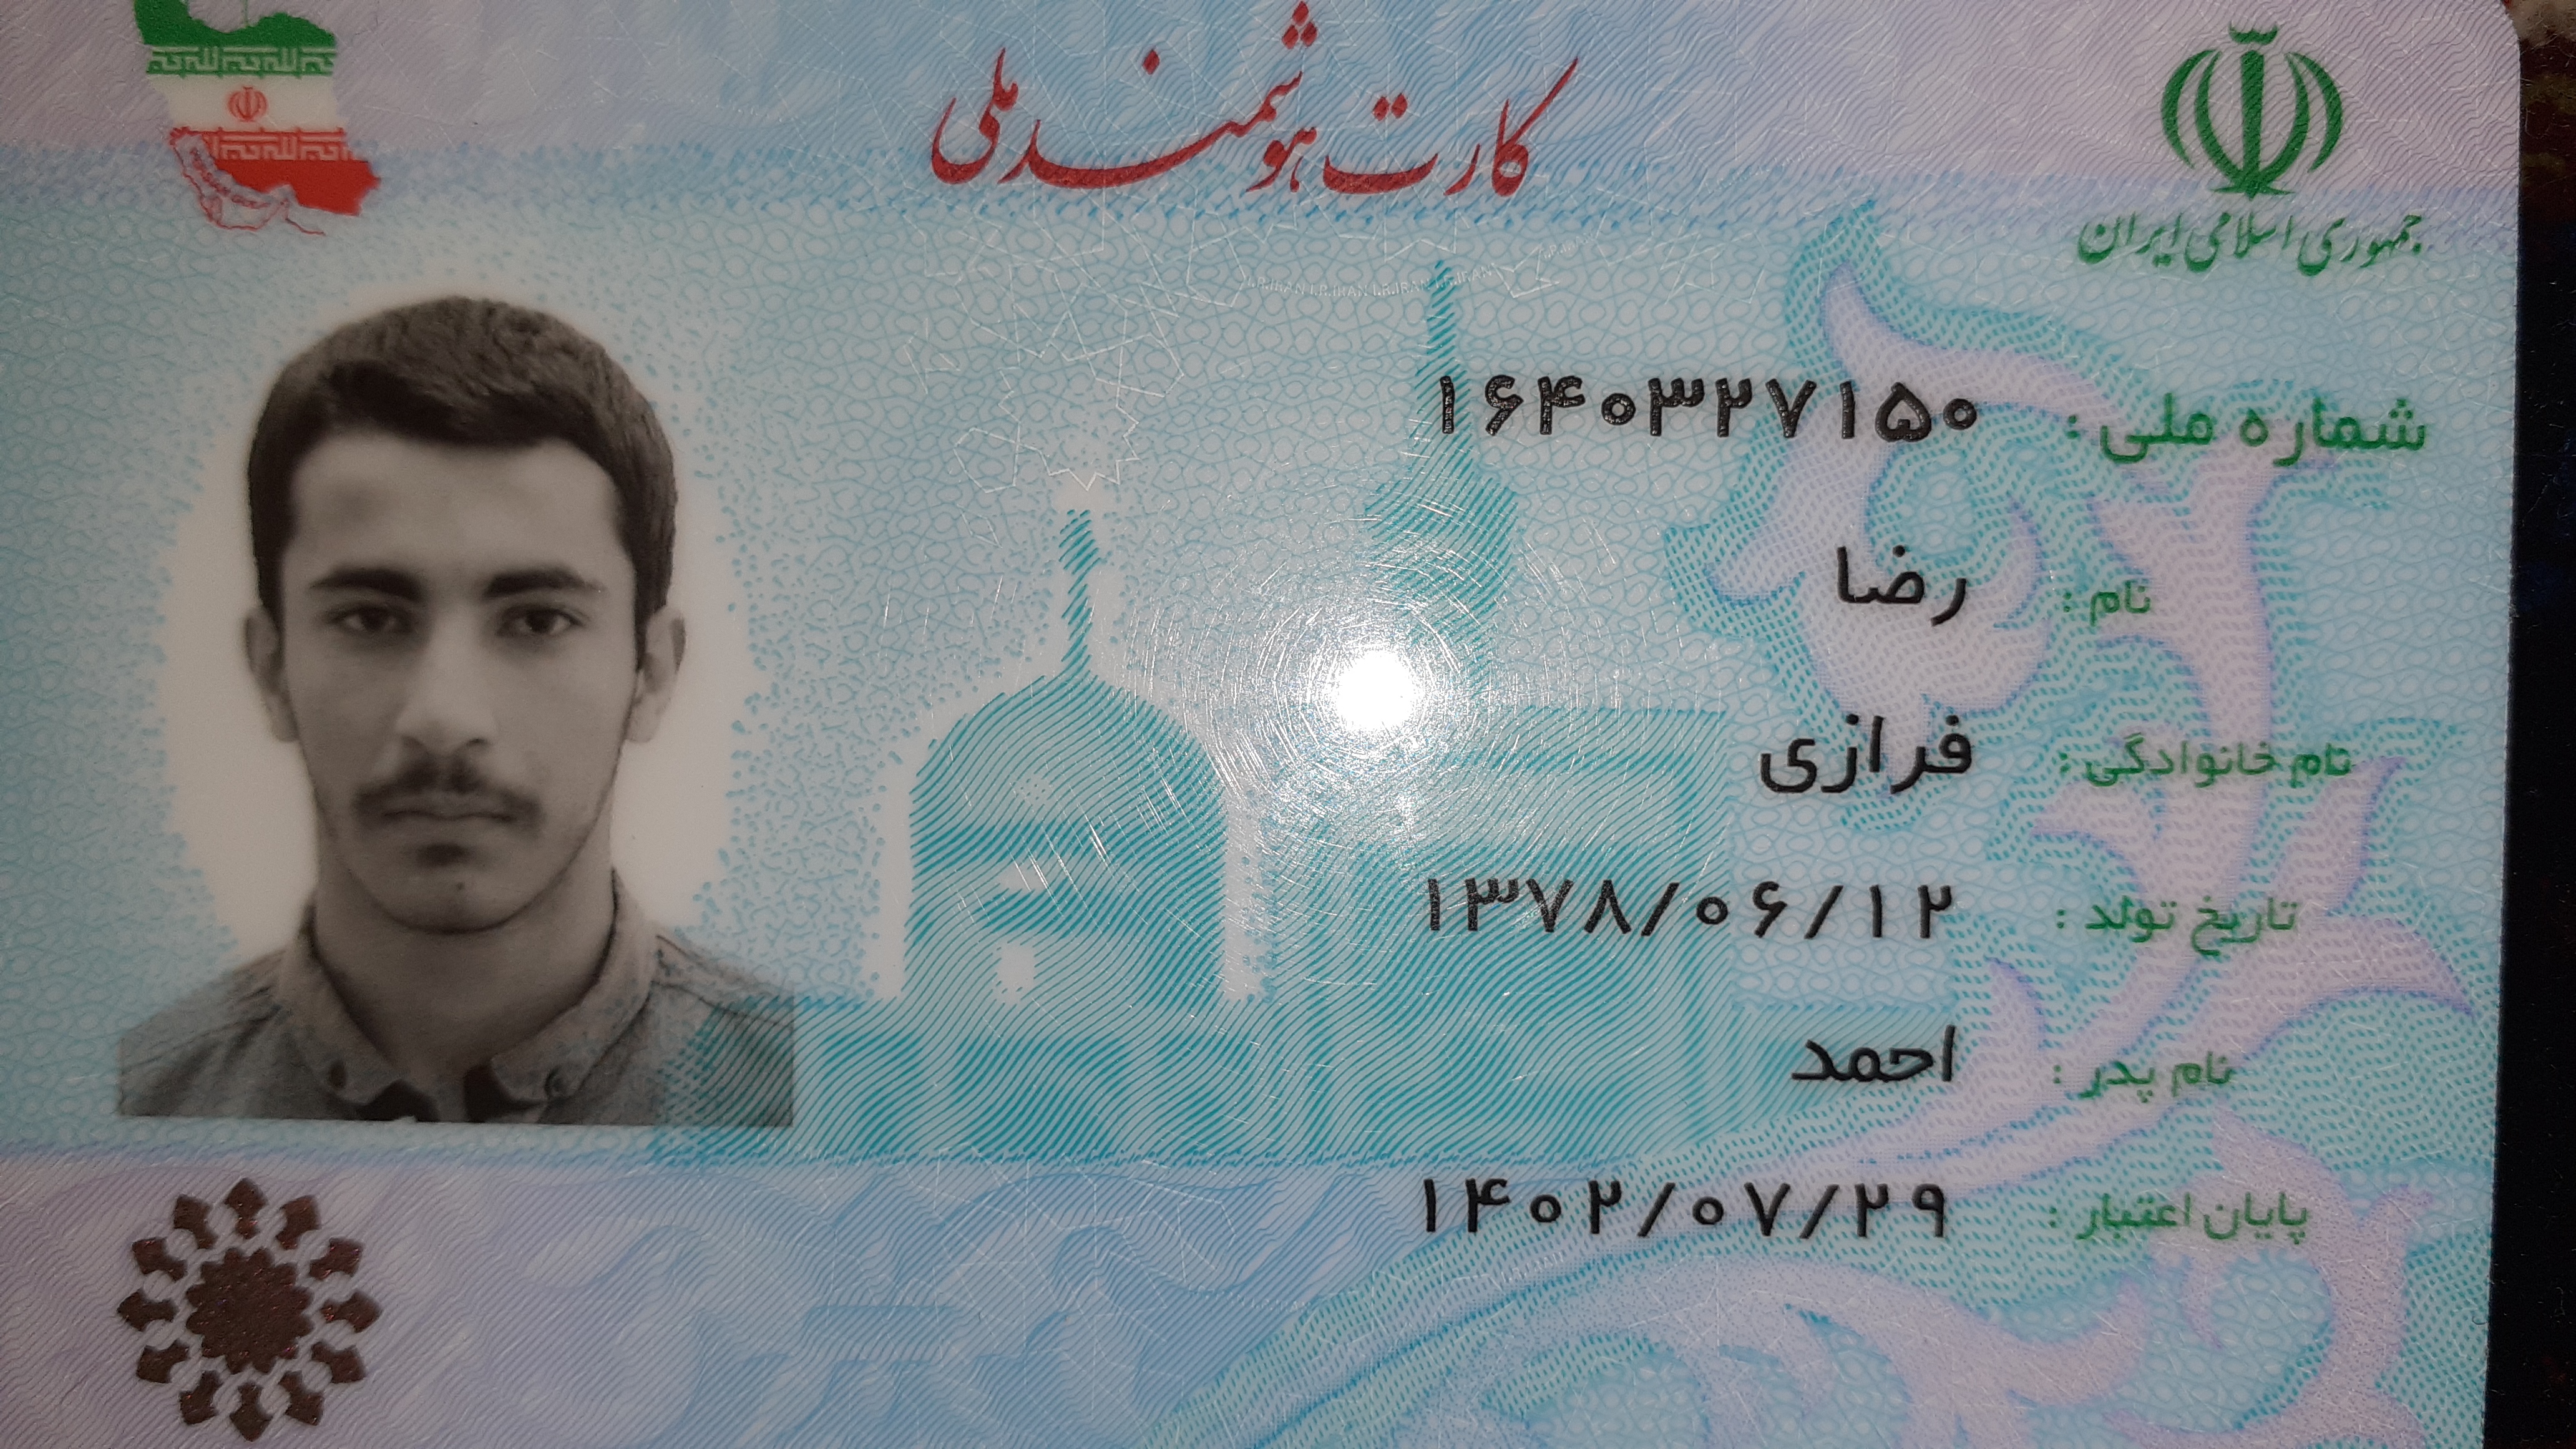 کارت هوشمند ملی
جمهوری اسلامی ایران
شماره ملی: ۱۶۴۰۳۲۷۱۵۰
نام: رضا
نام خانوادگی: فرازی
تاریخ تولد: ۱۳۷۸/۰۶/۱۲
نام پدر: احمد
پایان اعتبار: ۱۴۰۲/۰۷/۲۹